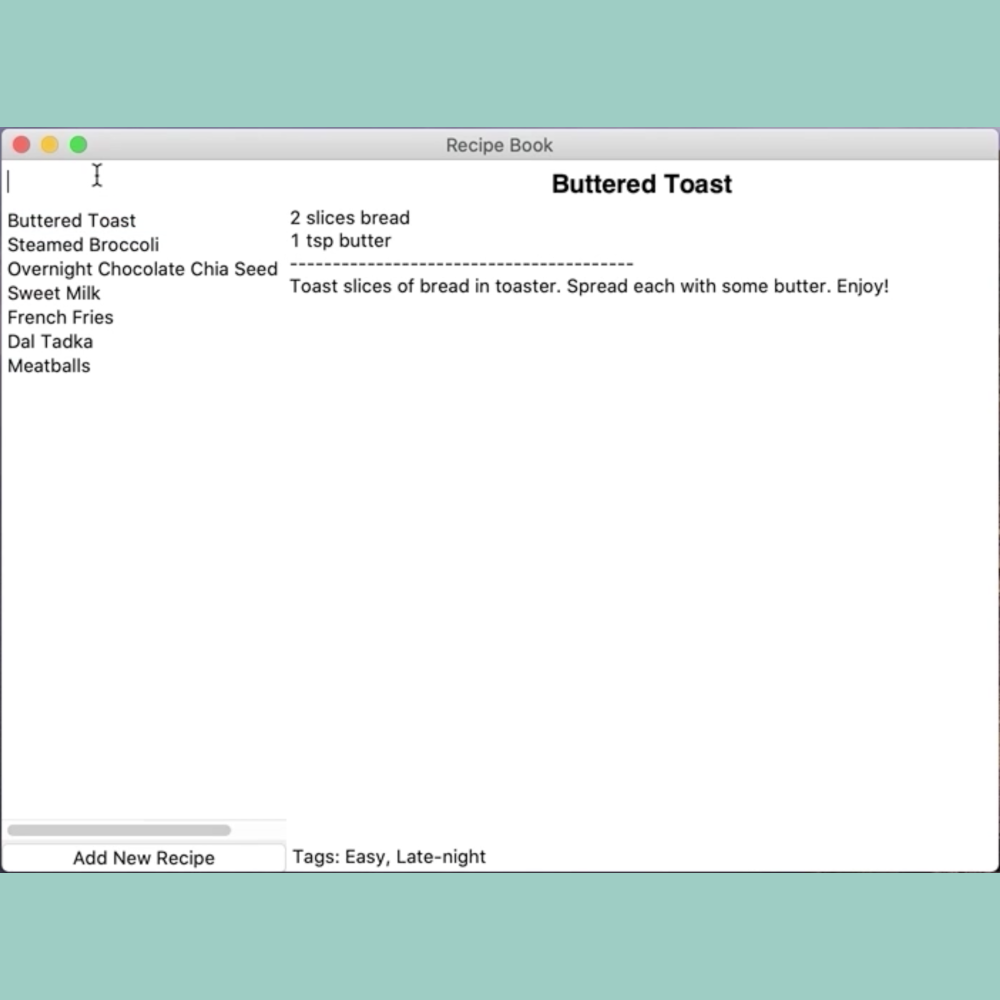 Recipe Book
Buttered Toast
Steamed Broccoli
Overnight Chocolate Chia Seed
Sweet Milk
French Fries
Dal Tadka
Meatballs
Add New Recipe
Buttered Toast
2 slices bread
1 tsp butter
----------------------------------------
Toast slices of bread in toaster. Spread each with some butter. Enjoy!
Tags: Easy, Late-night